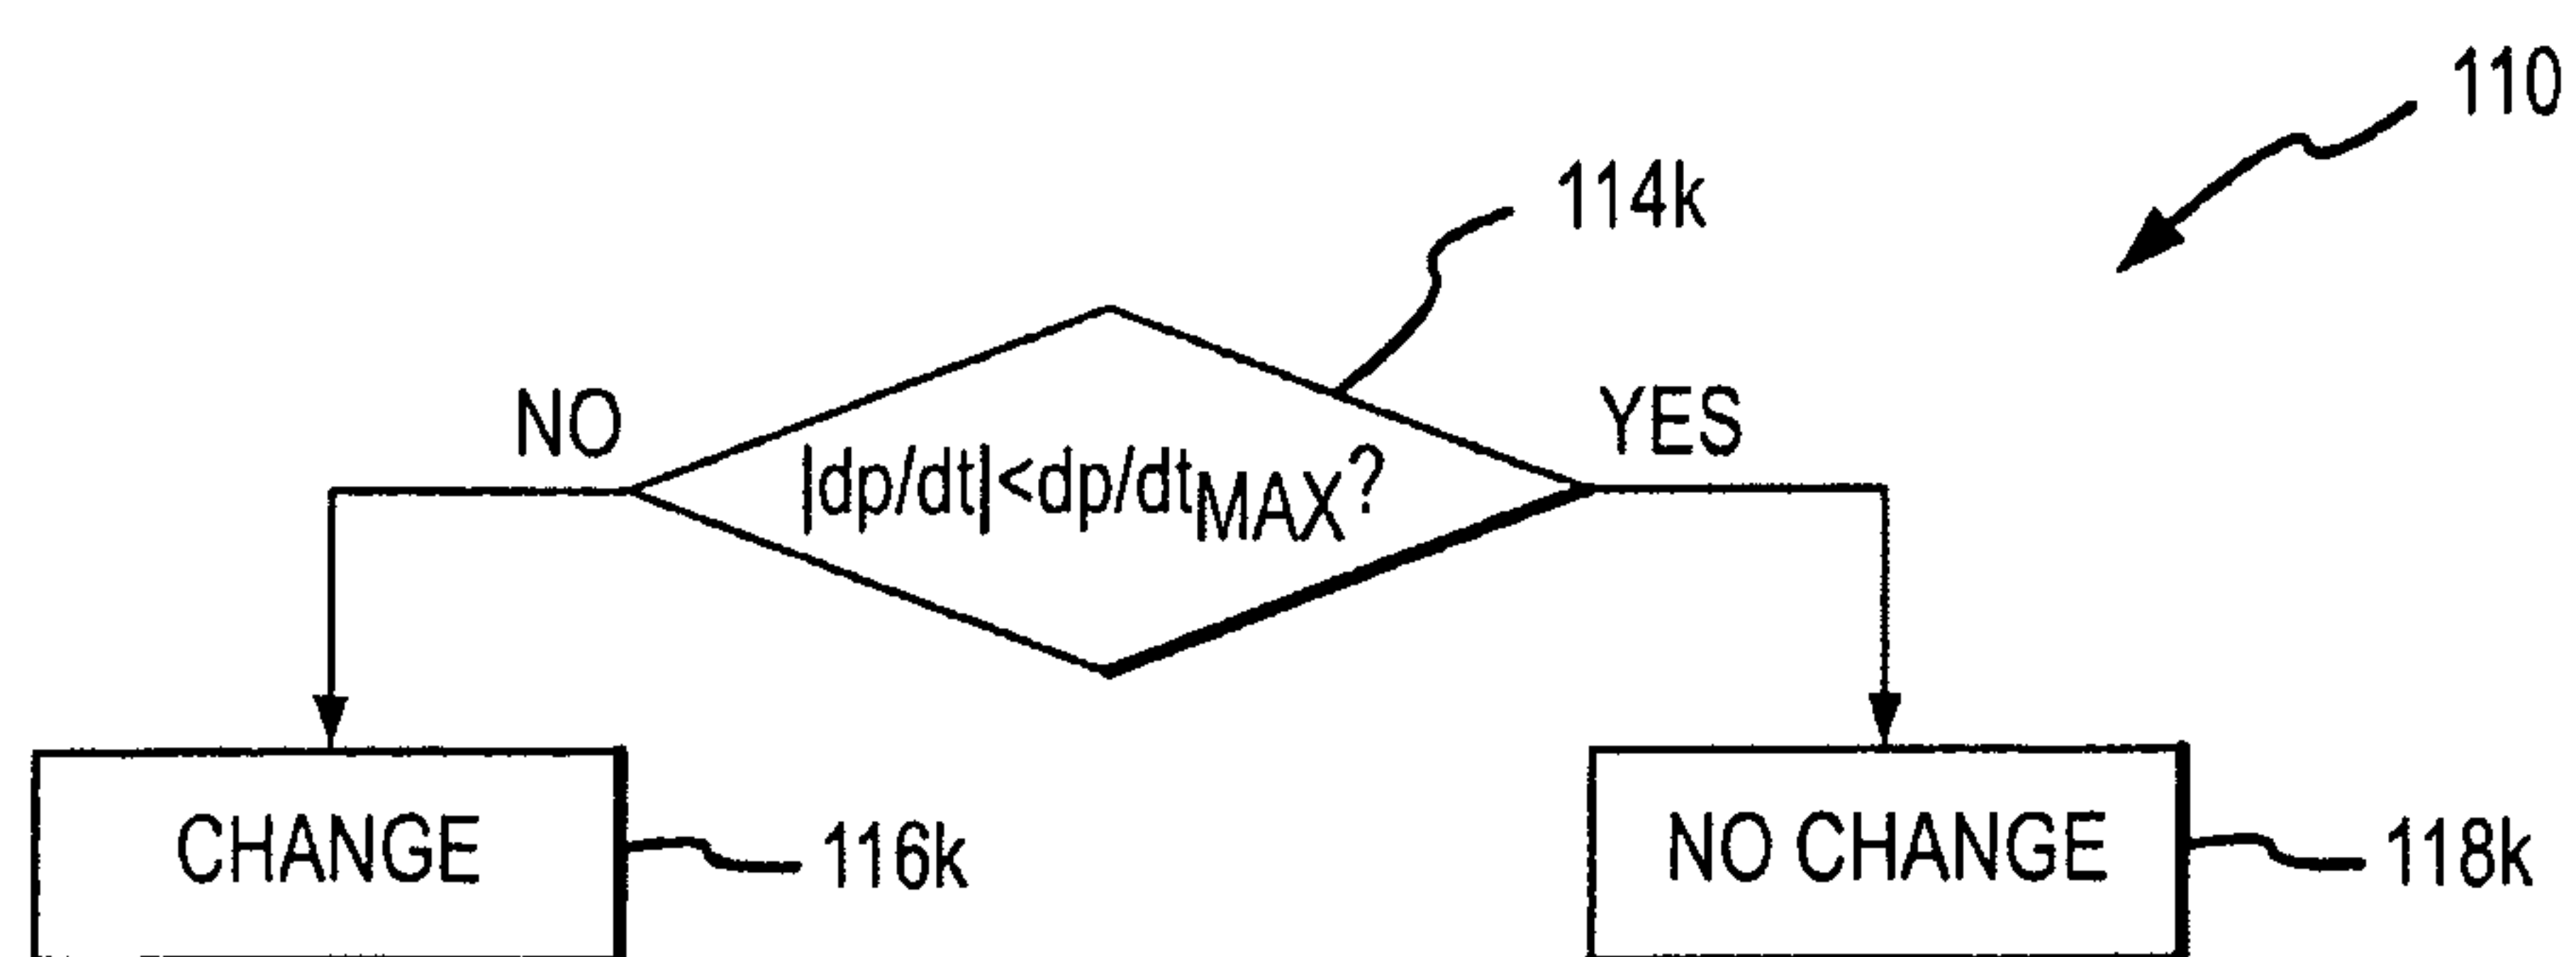 110
114k
NO
YES
|dp/dt|<dp/dtMAX?
CHANGE
116k
NO CHANGE
118k